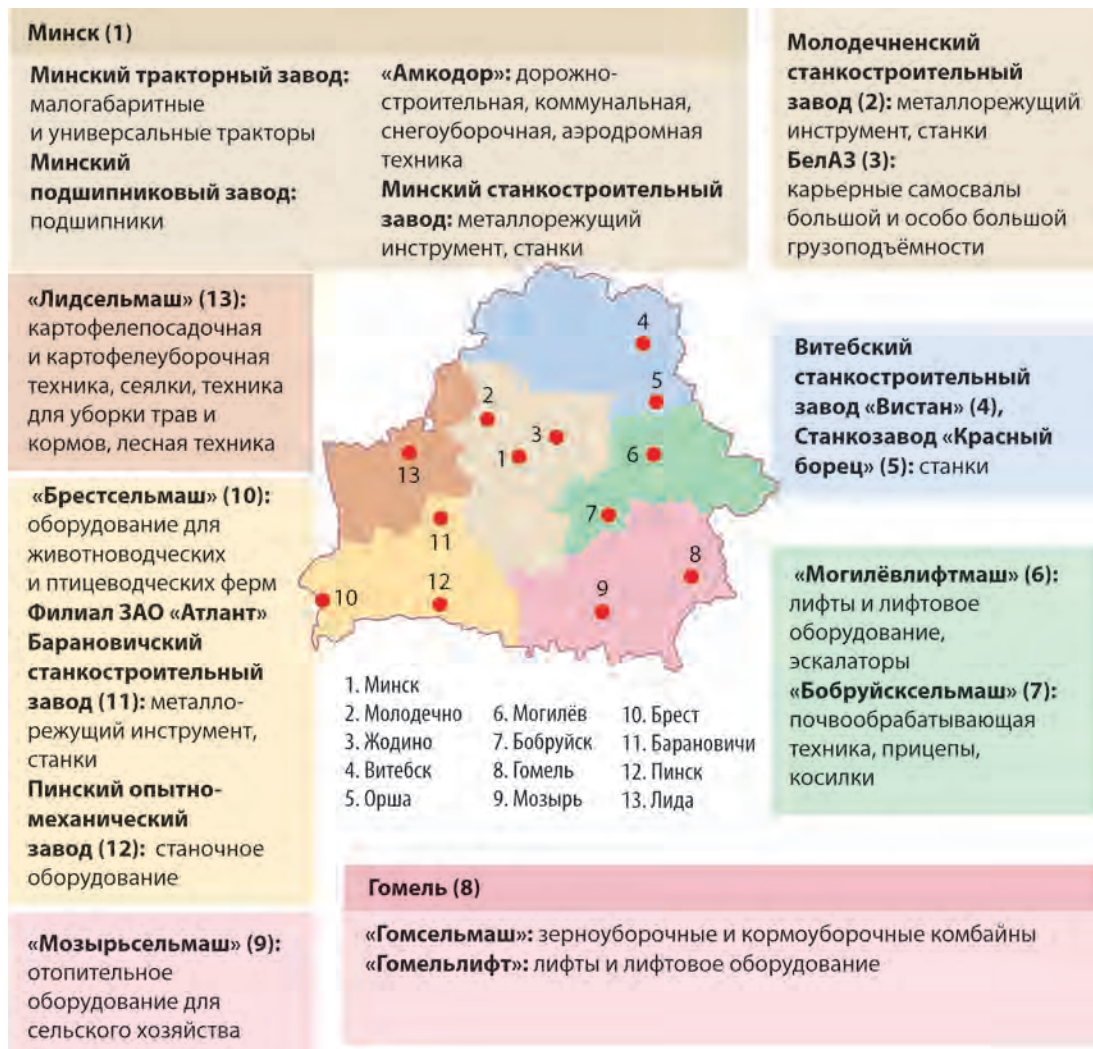 Минск (1)
Минский тракторный завод:
малогабаритные
и универсальные тракторы
Минский
подшипниковый завод:
подшипники
«Амкодор»: дорожно-
строительная, коммунальная,
снегоуборочная, аэродромная
техника
Минский станкостроительный
завод: металлорежущий
инструмент, станки
Молодечненский
станкостроительный
завод (2): металлорежущий
инструмент, станки
БелАЗ (3):
карьерные самосвалы
большой и особо большой
грузоподъёмности
«Лидсельмаш» (13):
картофелепосадочная
и картофелеуборочная
техника, сеялки, техника
для уборки трав и
кормов, лесная техника
«Брестсельмаш» (10):
оборудование для
животноводческих
и птицеводческих ферм
Филиал ЗАО «Атлант»
Барановичский
станкостроительный
завод (11): металло-
режущий инструмент,
станки
Пинский опытно-
механический
завод (12): станочное
оборудование
4
5
2
3
1
6
13
7
11
8
12
9
10
Витебский
станкостроительный
завод «Вистан» (4),
Станкозавод «Красный
борец» (5): станки
«Могилёвлифтмаш» (6):
лифты и лифтовое
оборудование,
эскалаторы
«Бобруйсксельмаш» (7):
почвообрабатывающая
техника, прицепы,
косилки
1. Минск
2. Молодечно
3. Жодино
4. Витебск
5. Орша
6. Могилёв
7. Бобруйск
8. Гомель
9. Мозырь
10. Брест
11. Барановичи
12. Пинск
13. Лида
«Мозырьсельмаш» (9):
отопительное
оборудование для
сельского хозяйства
Гомель (8)
«Гомсельмаш»: зерноуборочные и кормоуборочные комбайны
«Гомельлифт»: лифты и лифтовое оборудование